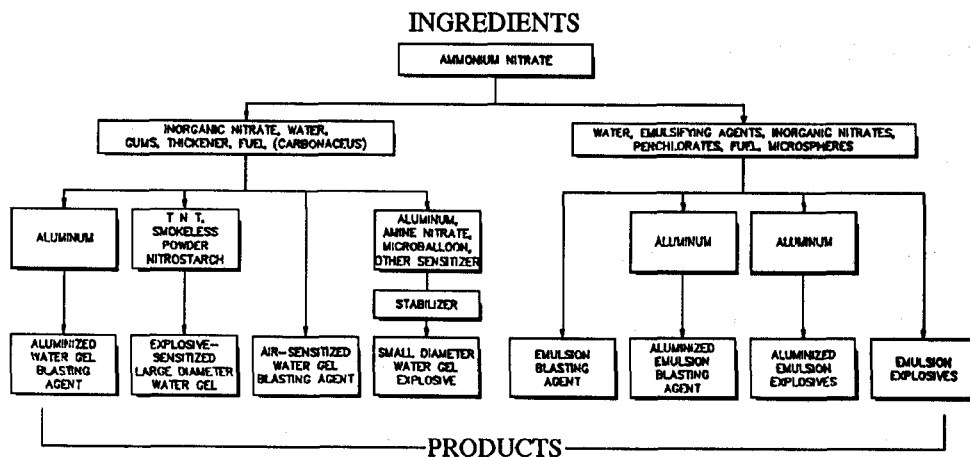 INGREDIENTS
AMMONIUM NITRATE
INORGANIC NITRATE, WATER,
GUMS, THICKENER, FUEL (CARBONACEUS)
WATER, EMULSIFYING AGENTS, INORGANIC NITRATES,
PERCHLORATES, FUEL, MICROSPHERES
ALUMINUM
T N T,
SMOKELESS
POWDER
NITROSTARCH
ALUMINUM,
AMINE NITRATE,
MICROBALLOON,
OTHER SENSITIZER
ALUMINUM
ALUMINUM
STABILIZER
ALUMINIZED
WATER GEL
BLASTING
AGENT
EXPLOSIVE-
SENSITIZED
LARGE DIAMETER
WATER GEL
AIR-SENSITIZED
WATER GEL
BLASTING AGENT
SMALL DIAMETER
WATER GEL
EXPLOSIVE
EMULSION
BLASTING
AGENT
ALUMINIZED
EMULSION
BLASTING
AGENT
ALUMINIZED
EMULSION
EXPLOSIVES
EMULSION
EXPLOSIVES
PRODUCTS